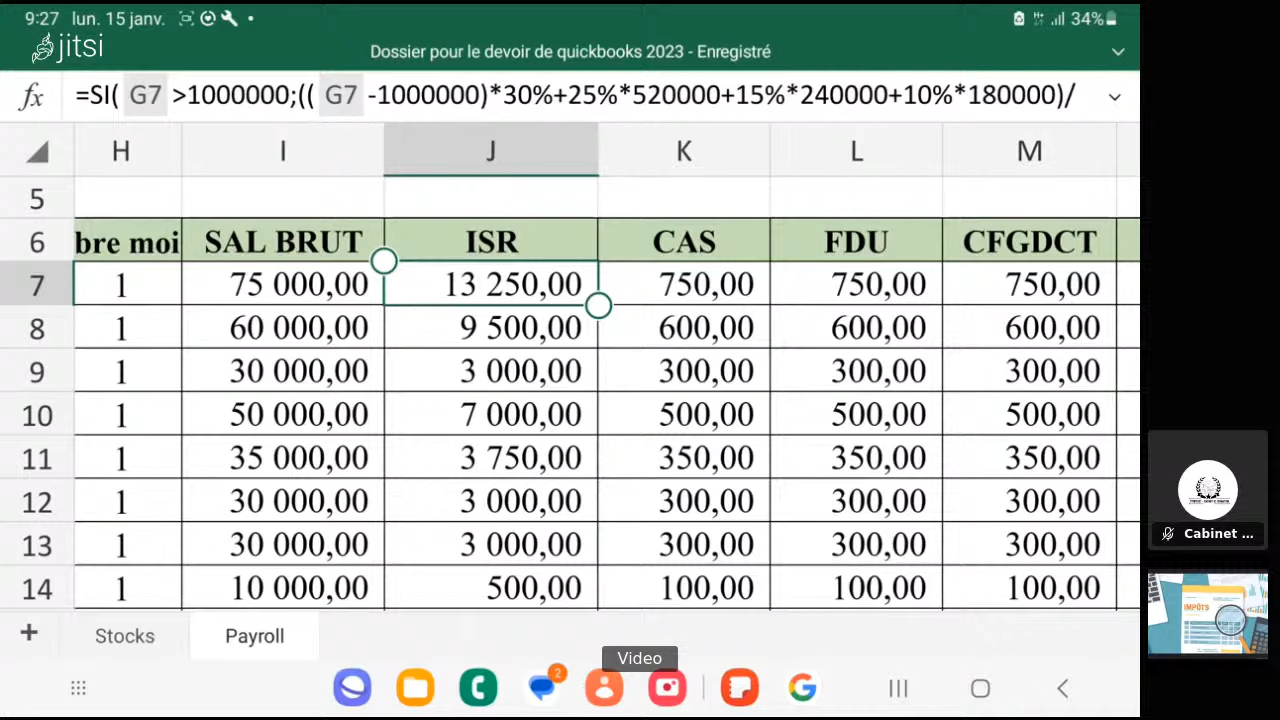 9:27 lun. 15 janv. 34%
jitsi
Dossier pour le devoir de quickbooks 2023 - Enregistré
fx =SI( G7 >1000000;(( G7 -1000000)*30%+25%*520000+15%*240000+10%*180000)/
H I J K L M
5
6 bre moi SAL BRUT ISR CAS FDU CFGDCT
7 1 75 000,00 13 250,00 750,00 750,00 750,00
8 1 60 000,00 9 500,00 600,00 600,00 600,00
9 1 30 000,00 3 000,00 300,00 300,00 300,00
10 1 50 000,00 7 000,00 500,00 500,00 500,00
11 1 35 000,00 3 750,00 350,00 350,00 350,00
12 1 30 000,00 3 000,00 300,00 300,00 300,00
13 1 30 000,00 3 000,00 300,00 300,00 300,00
14 1 10 000,00 500,00 100,00 100,00 100,00
Cabinet ...
IMPÔTS
+ Stocks Payroll
Video
2